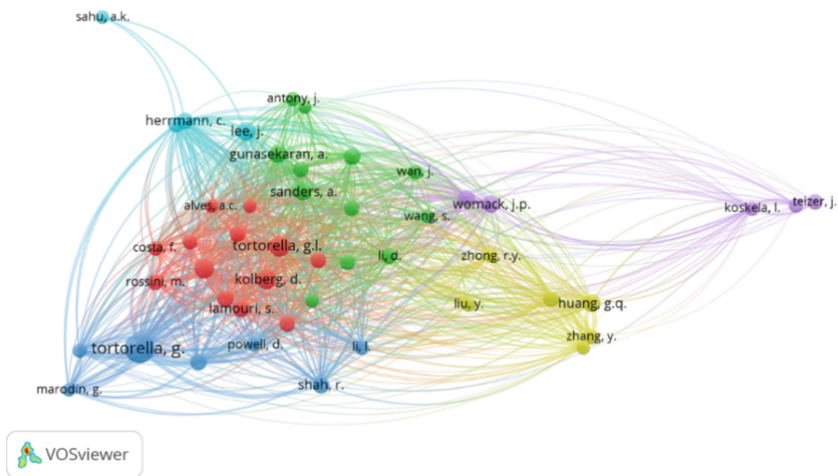 sahu, a.k.
antony, j.
herrmann, c.
lee, j.
gunasekaran, a.
wan, j.
sanders, a.
alves, a.c.
womack, j.p.
koskela, l.
teizer, j.
wang, s.
costa, f.
tortorella, g.l.
li, d.
zhong, r.y.
rossini, m.
kolberg, d.
lamouri, s.
liu, y.
huang, g.q.
zhang, y.
tortorella, g.
powell, d.
li, l.
marodin, g.
shah, r.
VOSviewer